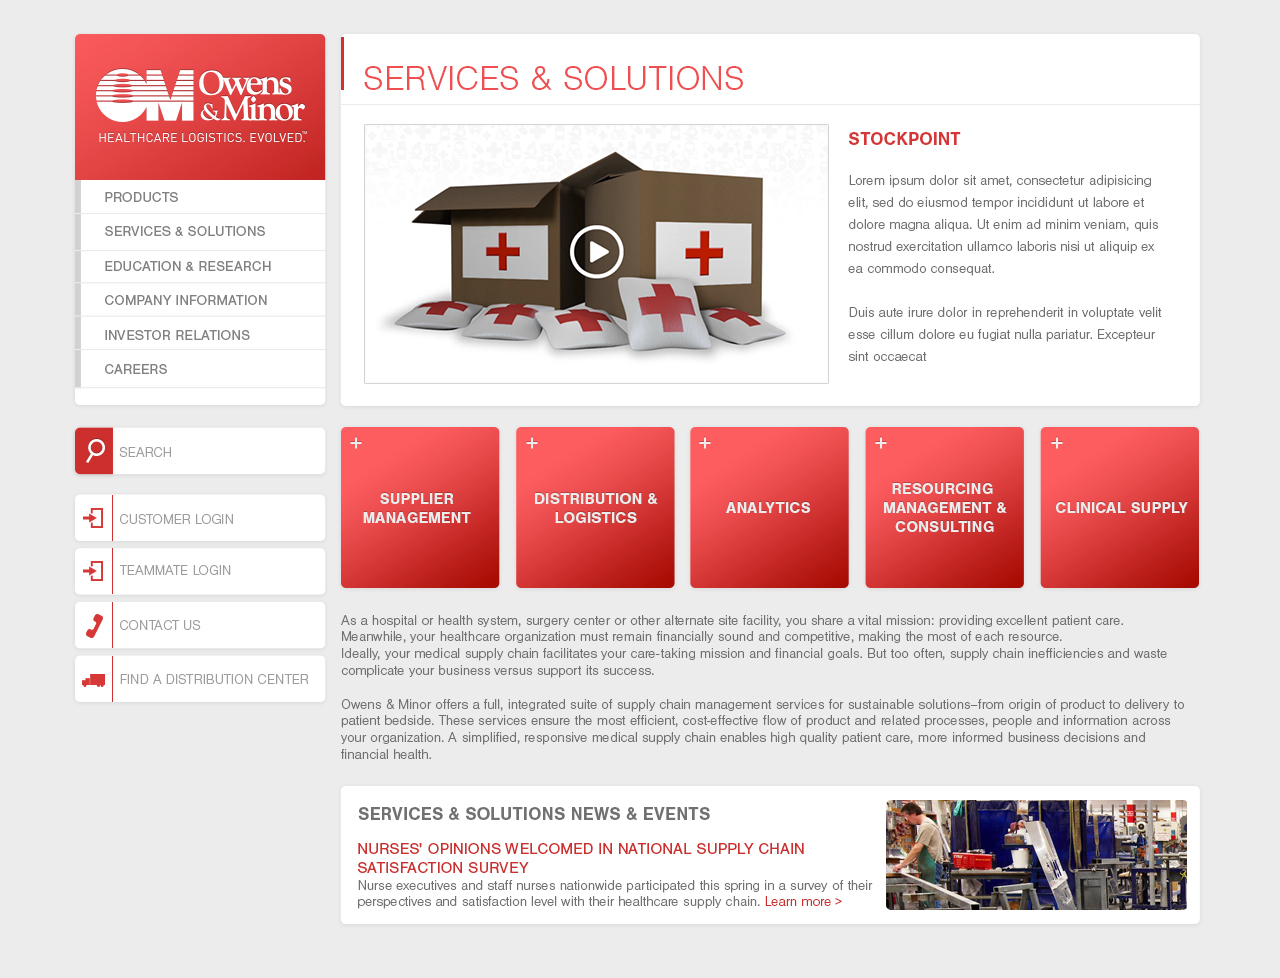 OM Owens
& Minor
HEALTHCARE LOGISTICS. EVOLVED.™
PRODUCTS
SERVICES & SOLUTIONS
EDUCATION & RESEARCH
COMPANY INFORMATION
INVESTOR RELATIONS
CAREERS
SEARCH
CUSTOMER LOGIN
TEAMMATE LOGIN
CONTACT US
FIND A DISTRIBUTION CENTER
SERVICES & SOLUTIONS
STOCKPOINT
Lorem ipsum dolor sit amet, consectetur adipisicing
elit, sed do eiusmod tempor incididunt ut labore et
dolore magna aliqua. Ut enim ad minim veniam, quis
nostrud exercitation ullamco laboris nisi ut aliquip ex
ea commodo consequat.
Duis aute irure dolor in reprehenderit in voluptate velit
esse cillum dolore eu fugiat nulla pariatur. Excepteur
sint occaecat
+
SUPPLIER
MANAGEMENT
+
DISTRIBUTION &
LOGISTICS
+
ANALYTICS
+
RESOURCING
MANAGEMENT &
CONSULTING
+
CLINICAL SUPPLY
As a hospital or health system, surgery center or other alternate site facility, you share a vital mission: providing excellent patient care.
Meanwhile, your healthcare organization must remain financially sound and competitive, making the most of each resource.
Ideally, your medical supply chain facilitates your care-taking mission and financial goals. But too often, supply chain inefficiencies and waste
complicate your business versus support its success.
Owens & Minor offers a full, integrated suite of supply chain management services for sustainable solutions–from origin of product to delivery to
patient bedside. These services ensure the most efficient, cost-effective flow of product and related processes, people and information across
your organization. A simplified, responsive medical supply chain enables high quality patient care, more informed business decisions and
financial health.
SERVICES & SOLUTIONS NEWS & EVENTS
NURSES' OPINIONS WELCOMED IN NATIONAL SUPPLY CHAIN
SATISFACTION SURVEY
Nurse executives and staff nurses nationwide participated this spring in a survey of their
perspectives and satisfaction level with their healthcare supply chain. Learn more >